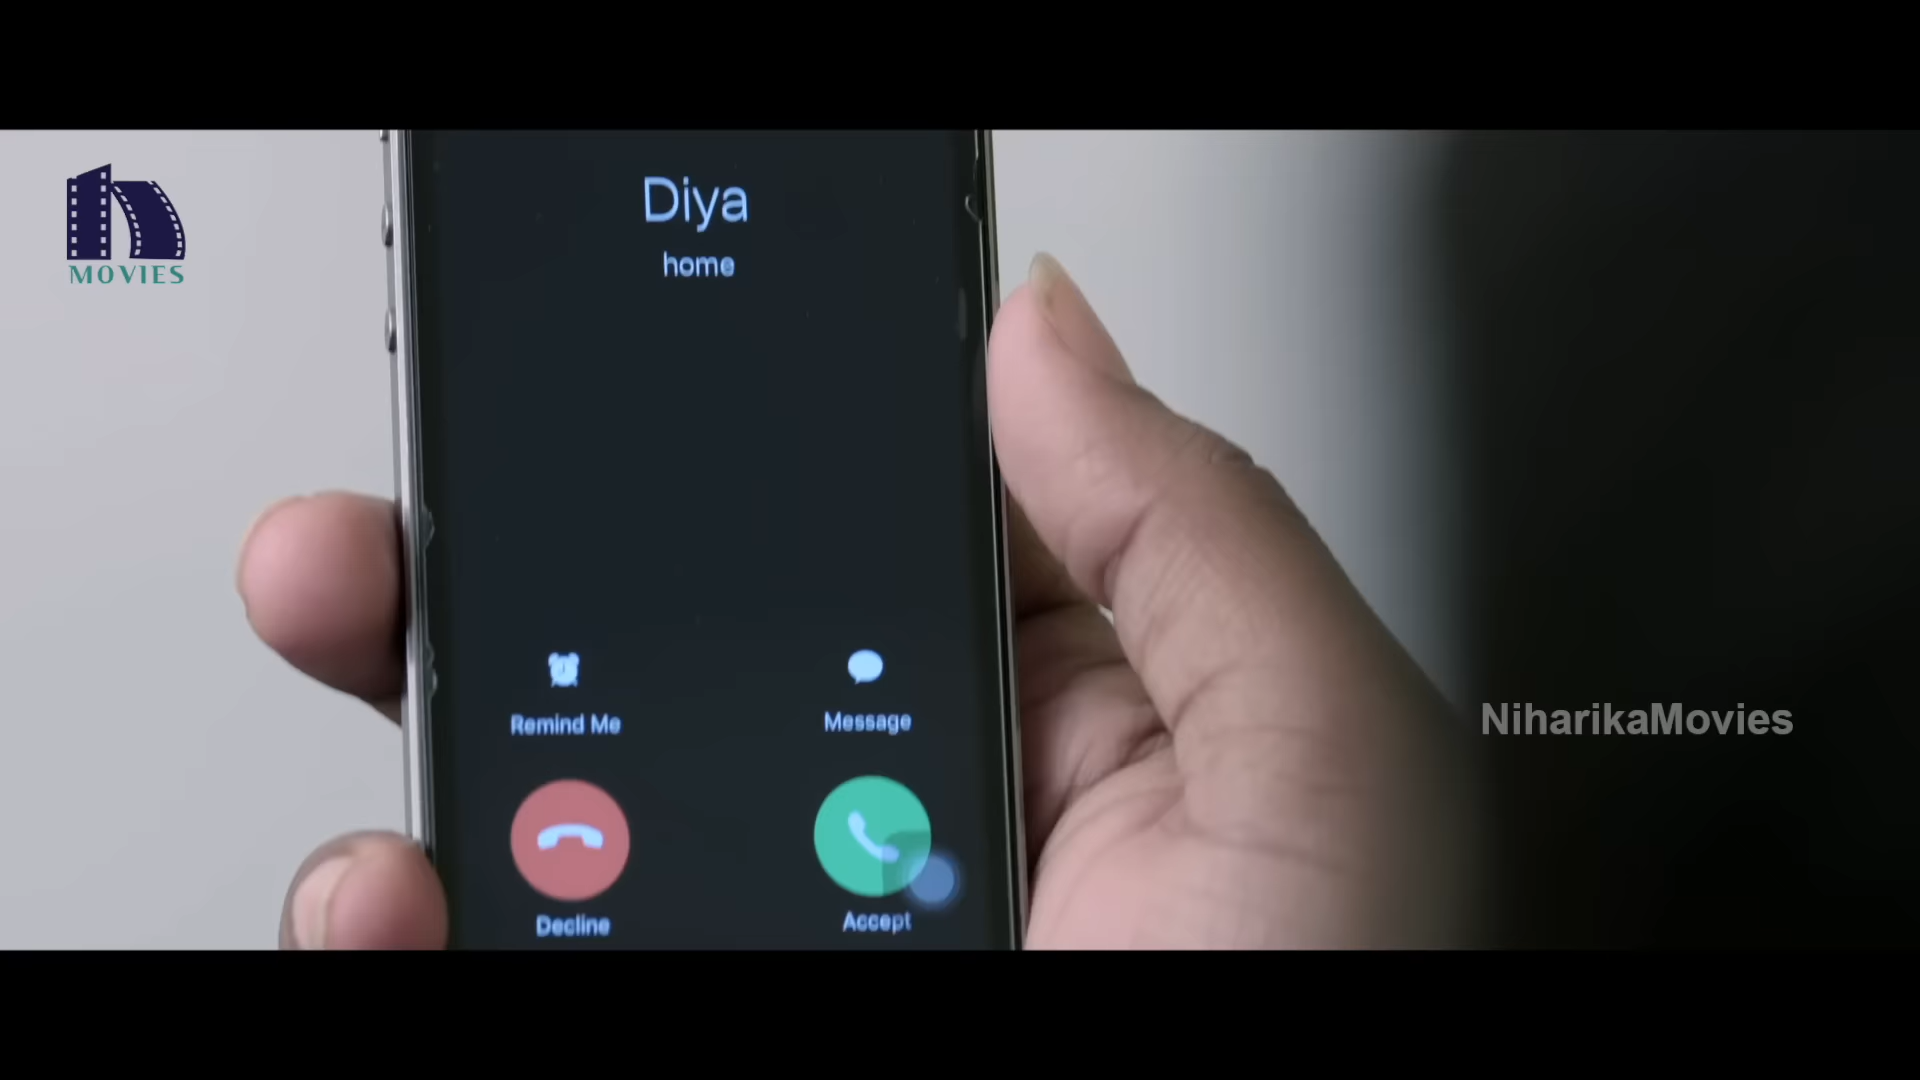 MOVIES
Diya
home
Remind Me
Message
NiharikaMovies
Decline
Accept